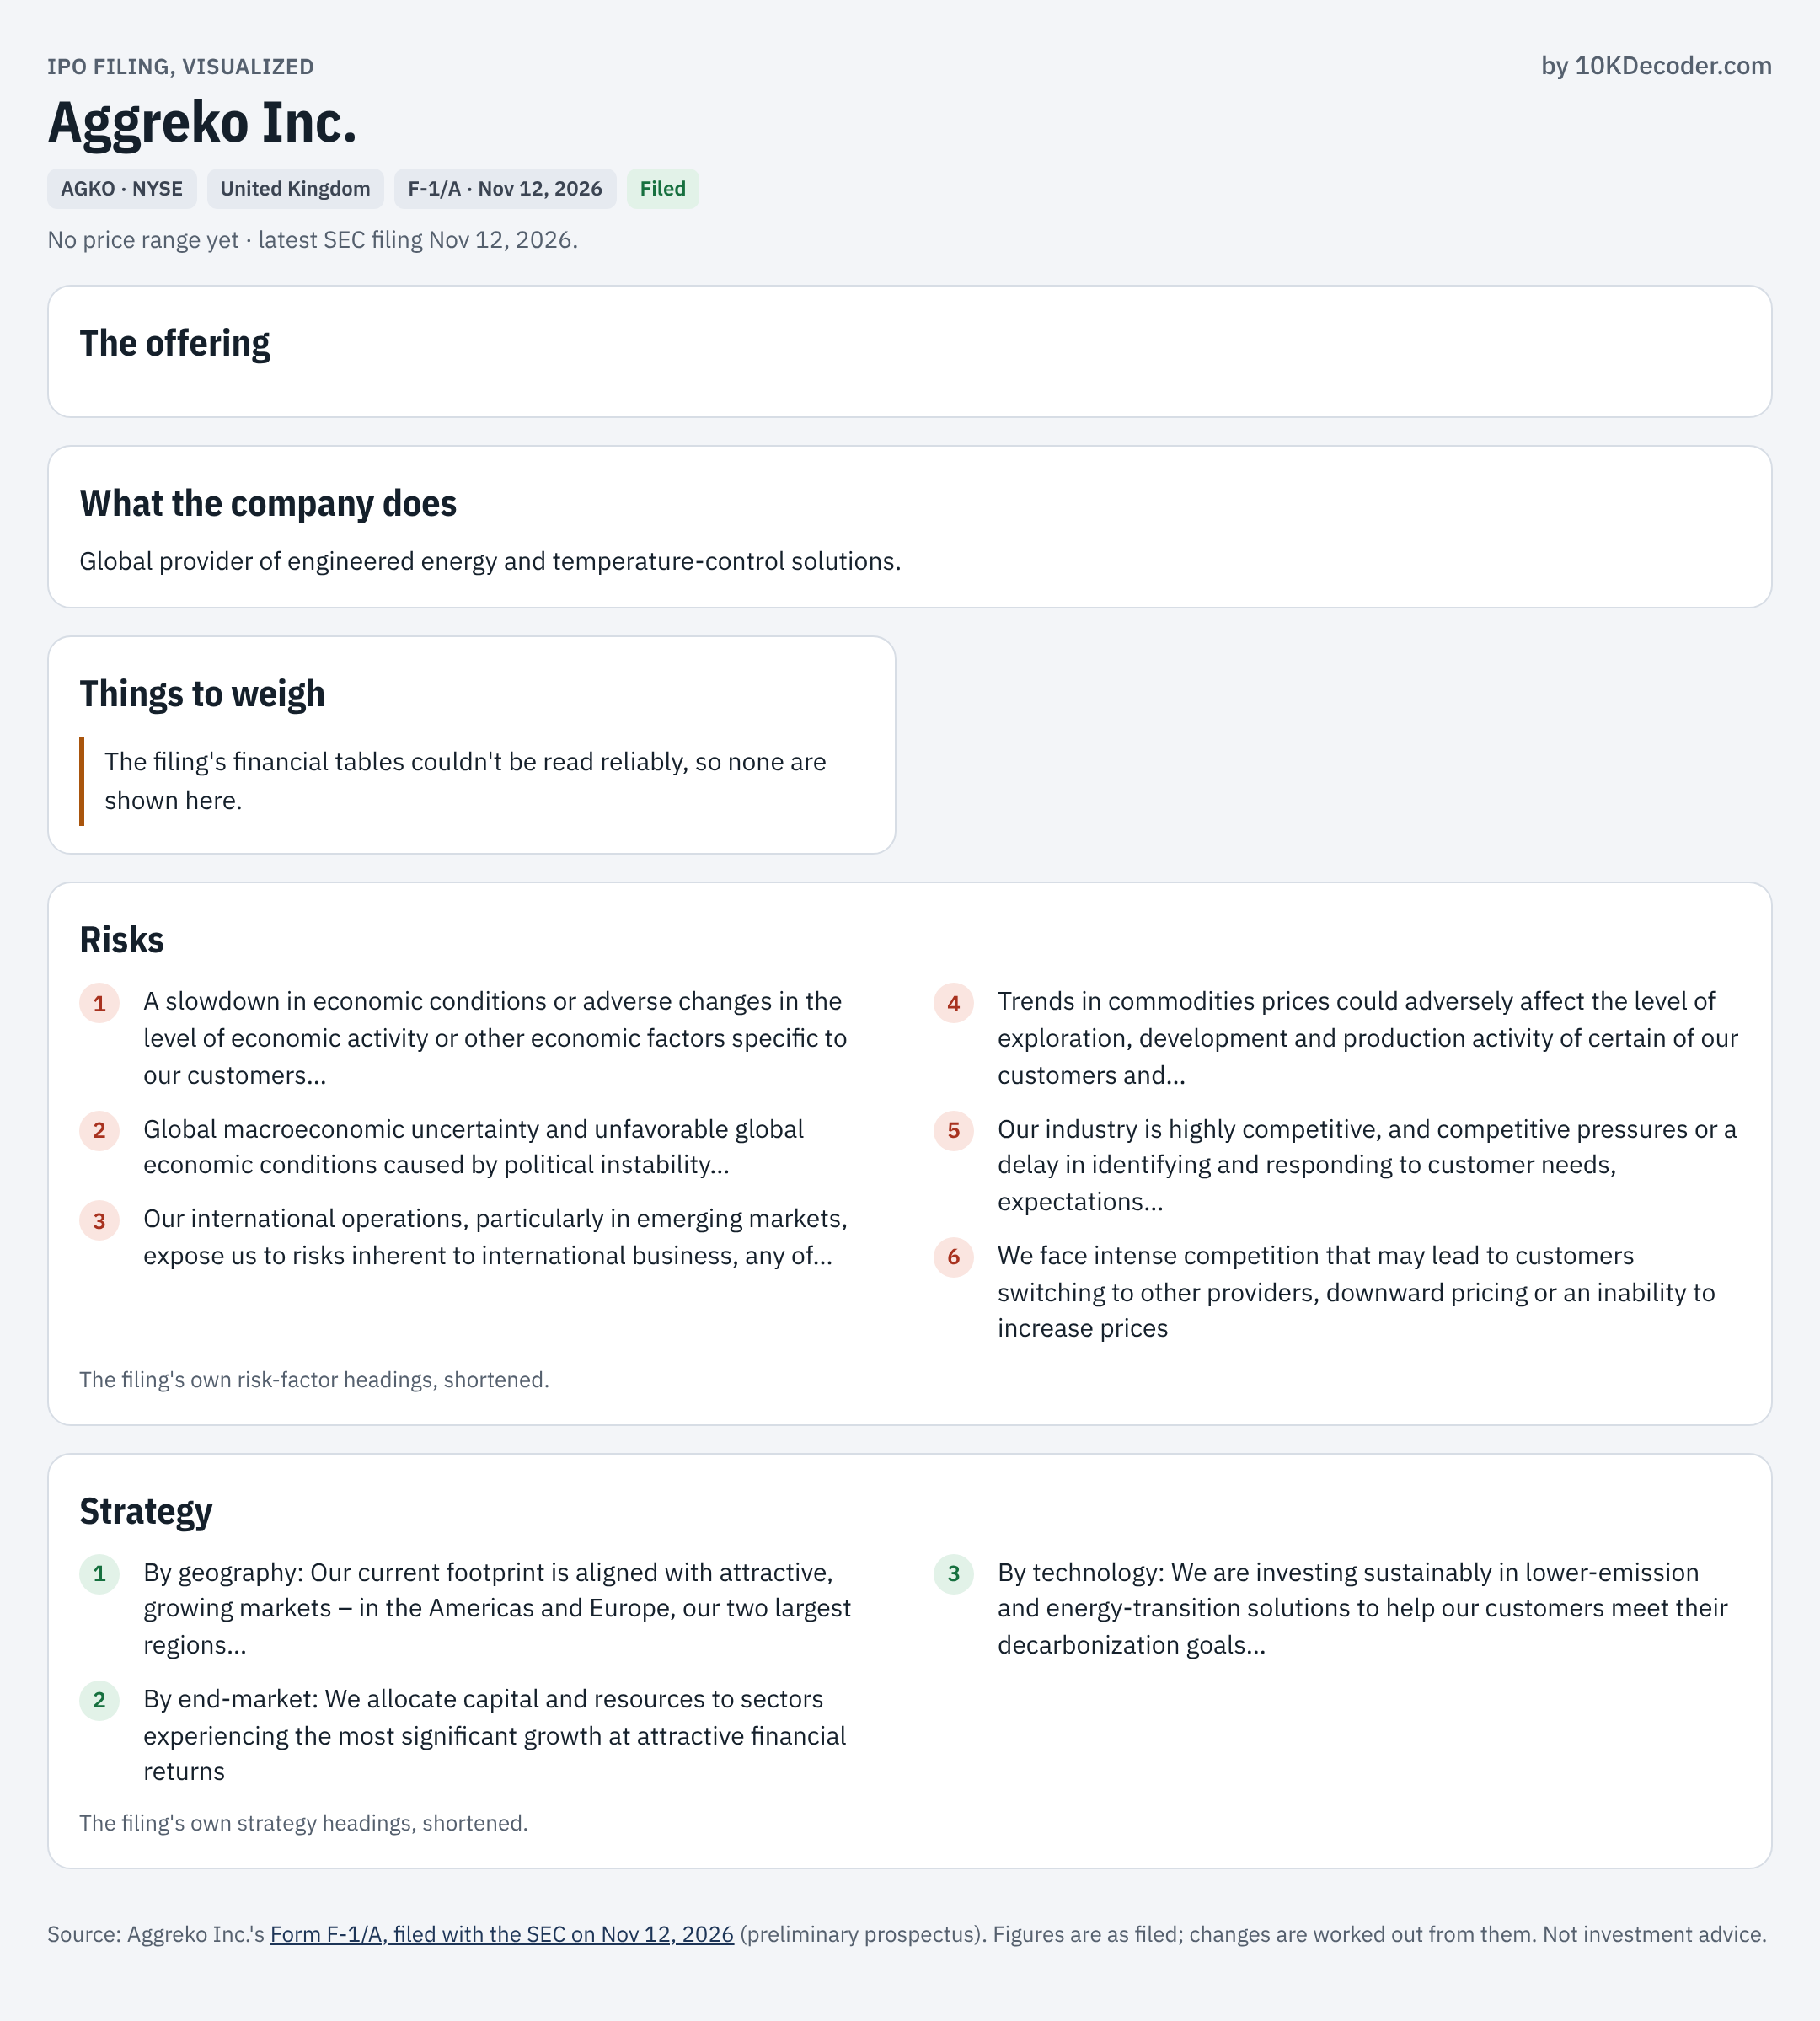 IPO FILING, VISUALIZED
by 10KDecoder.com
Aggreko Inc.
AGKO · NYSE
United Kingdom
F-1/A · Nov 12, 2026
Filed
No price range yet · latest SEC filing Nov 12, 2026.
The offering
What the company does
Global provider of engineered energy and temperature-control solutions.
Things to weigh
The filing's financial tables couldn't be read reliably, so none are
shown here.
Risks
1
A slowdown in economic conditions or adverse changes in the
level of economic activity or other economic factors specific to
our customers…
2
Global macroeconomic uncertainty and unfavorable global
economic conditions caused by political instability…
3
Our international operations, particularly in emerging markets,
expose us to risks inherent to international business, any of…
4
Trends in commodities prices could adversely affect the level of
exploration, development and production activity of certain of our
customers and…
5
Our industry is highly competitive, and competitive pressures or a
delay in identifying and responding to customer needs,
expectations…
6
We face intense competition that may lead to customers
switching to other providers, downward pricing or an inability to
increase prices
The filing's own risk-factor headings, shortened.
Strategy
1
By geography: Our current footprint is aligned with attractive,
growing markets – in the Americas and Europe, our two largest
regions…
2
By end-market: We allocate capital and resources to sectors
experiencing the most significant growth at attractive financial
returns
3
By technology: We are investing sustainably in lower-emission
and energy-transition solutions to help our customers meet their
decarbonization goals…
The filing's own strategy headings, shortened.
Source: Aggreko Inc.'s Form F-1/A, filed with the SEC on Nov 12, 2026 (preliminary prospectus). Figures are as filed; changes are worked out from them. Not investment advice.